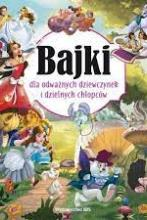 Bajki
dla odważnych dziewczynek
i dzielnych chłopców